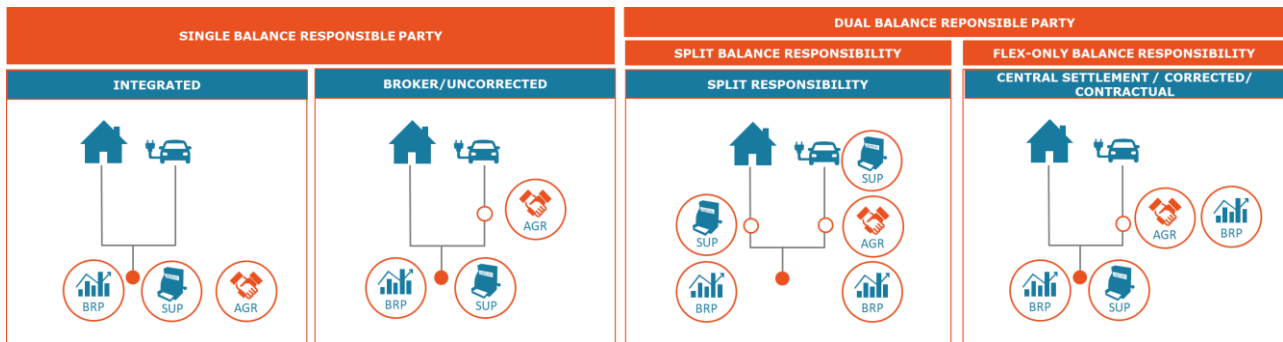 SINGLE BALANCE RESPONSIBLE PARTY
DUAL BALANCE REPONSIBLE PARTY
SPLIT BALANCE RESPONSIBILITY
FLEX-ONLY BALANCE RESPONSIBILITY
INTEGRATED
BROKER/UNCORRECTED
SPLIT RESPONSIBILITY
CENTRAL SETTLEMENT / CORRECTED/
CONTRACTUAL
BRP
SUP
AGR
AGR
BRP
SUP
SUP
SUP
AGR
BRP
BRP
AGR
BRP
BRP
SUP